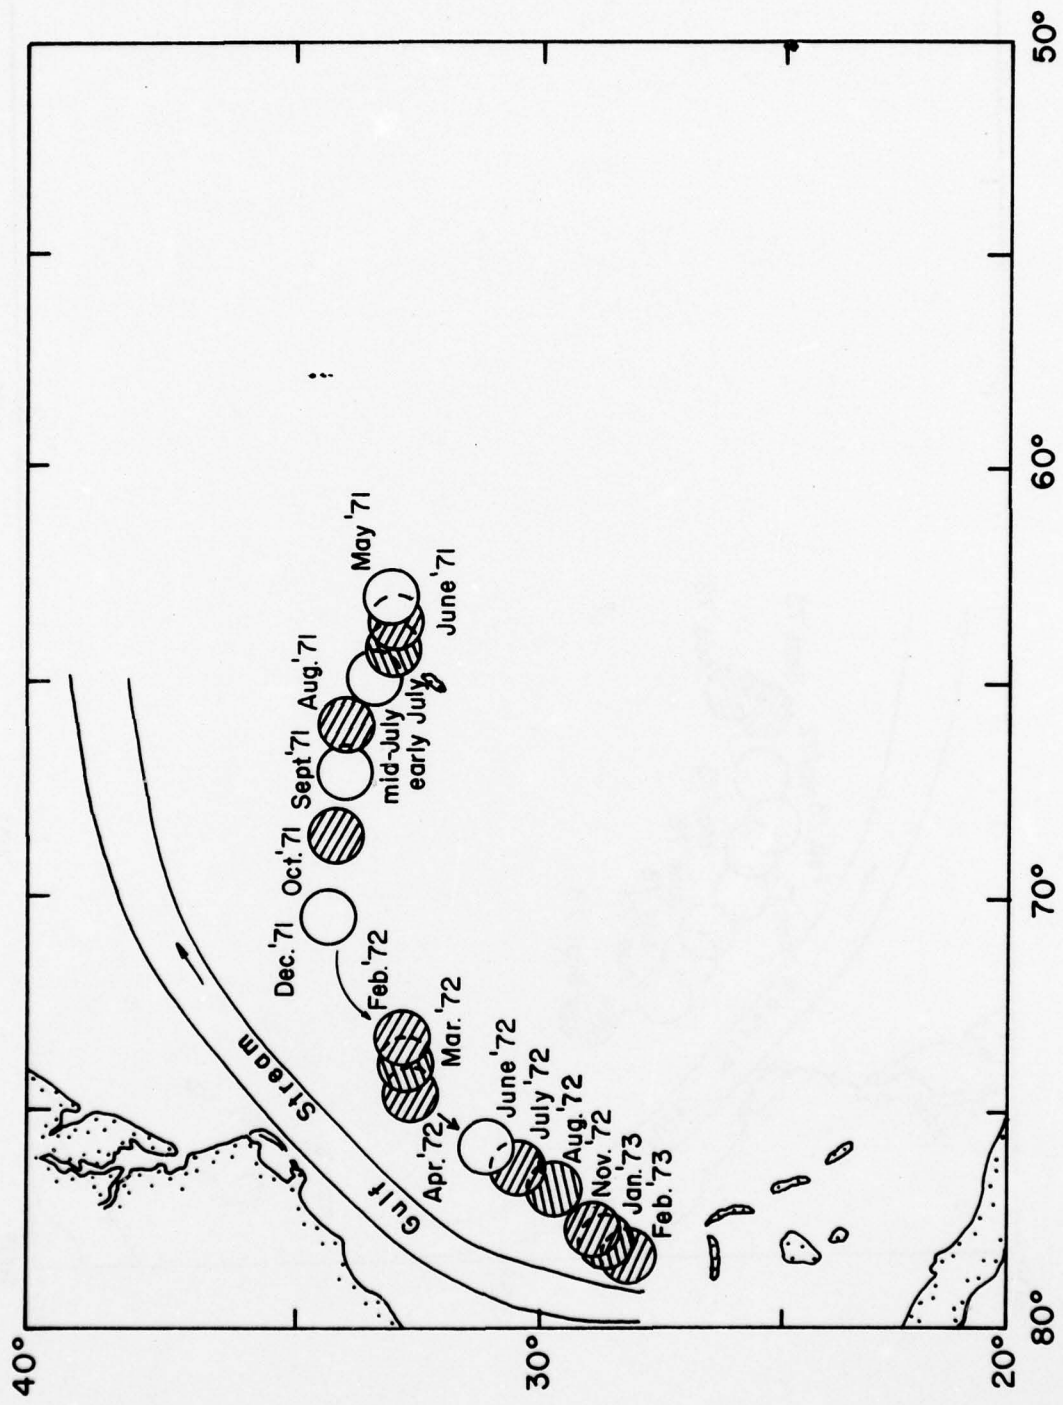 40°
30°
20°
50°
60°
70°
80°
Gulf Stream
May '71
June '71
early July
mid-July
Aug. '71
Sept '71
Oct. '71
Dec. '71
Feb. '72
Mar. '72
Apr. '72
June '72
July '72
Aug. '72
Nov. '72
Jan. '73
Feb. '73